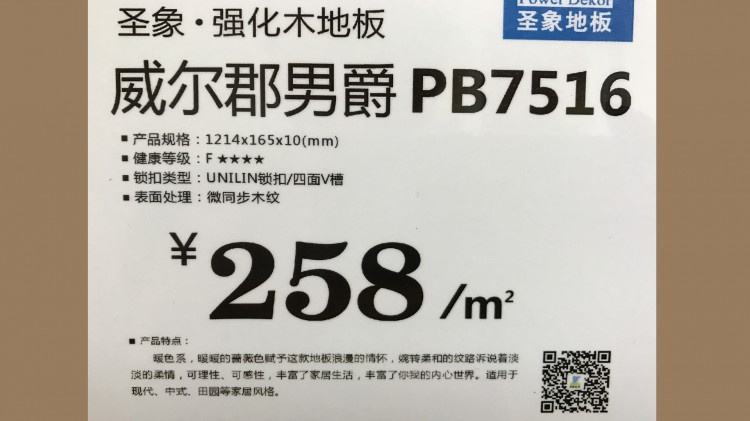 Power Dekor
圣象·强化木地板
圣象地板
威尔郡男爵 PB7516
■ 产品规格：1214x165x10(mm)
■ 健康等级：F ★★★★
■ 锁扣类型：UNILIN锁扣/四面V槽
■ 表面处理：微同步木纹
¥258/m²
■ 产品特点：
暖色系，暖暖的蔷薇色赋予这款地板浪漫的情怀，婉转柔和的纹路诉说着淡
淡的柔情，可理性、可感性，丰富了家居生活，丰富了你我的内心世界。适用于
现代、中式、田园等家居风格。